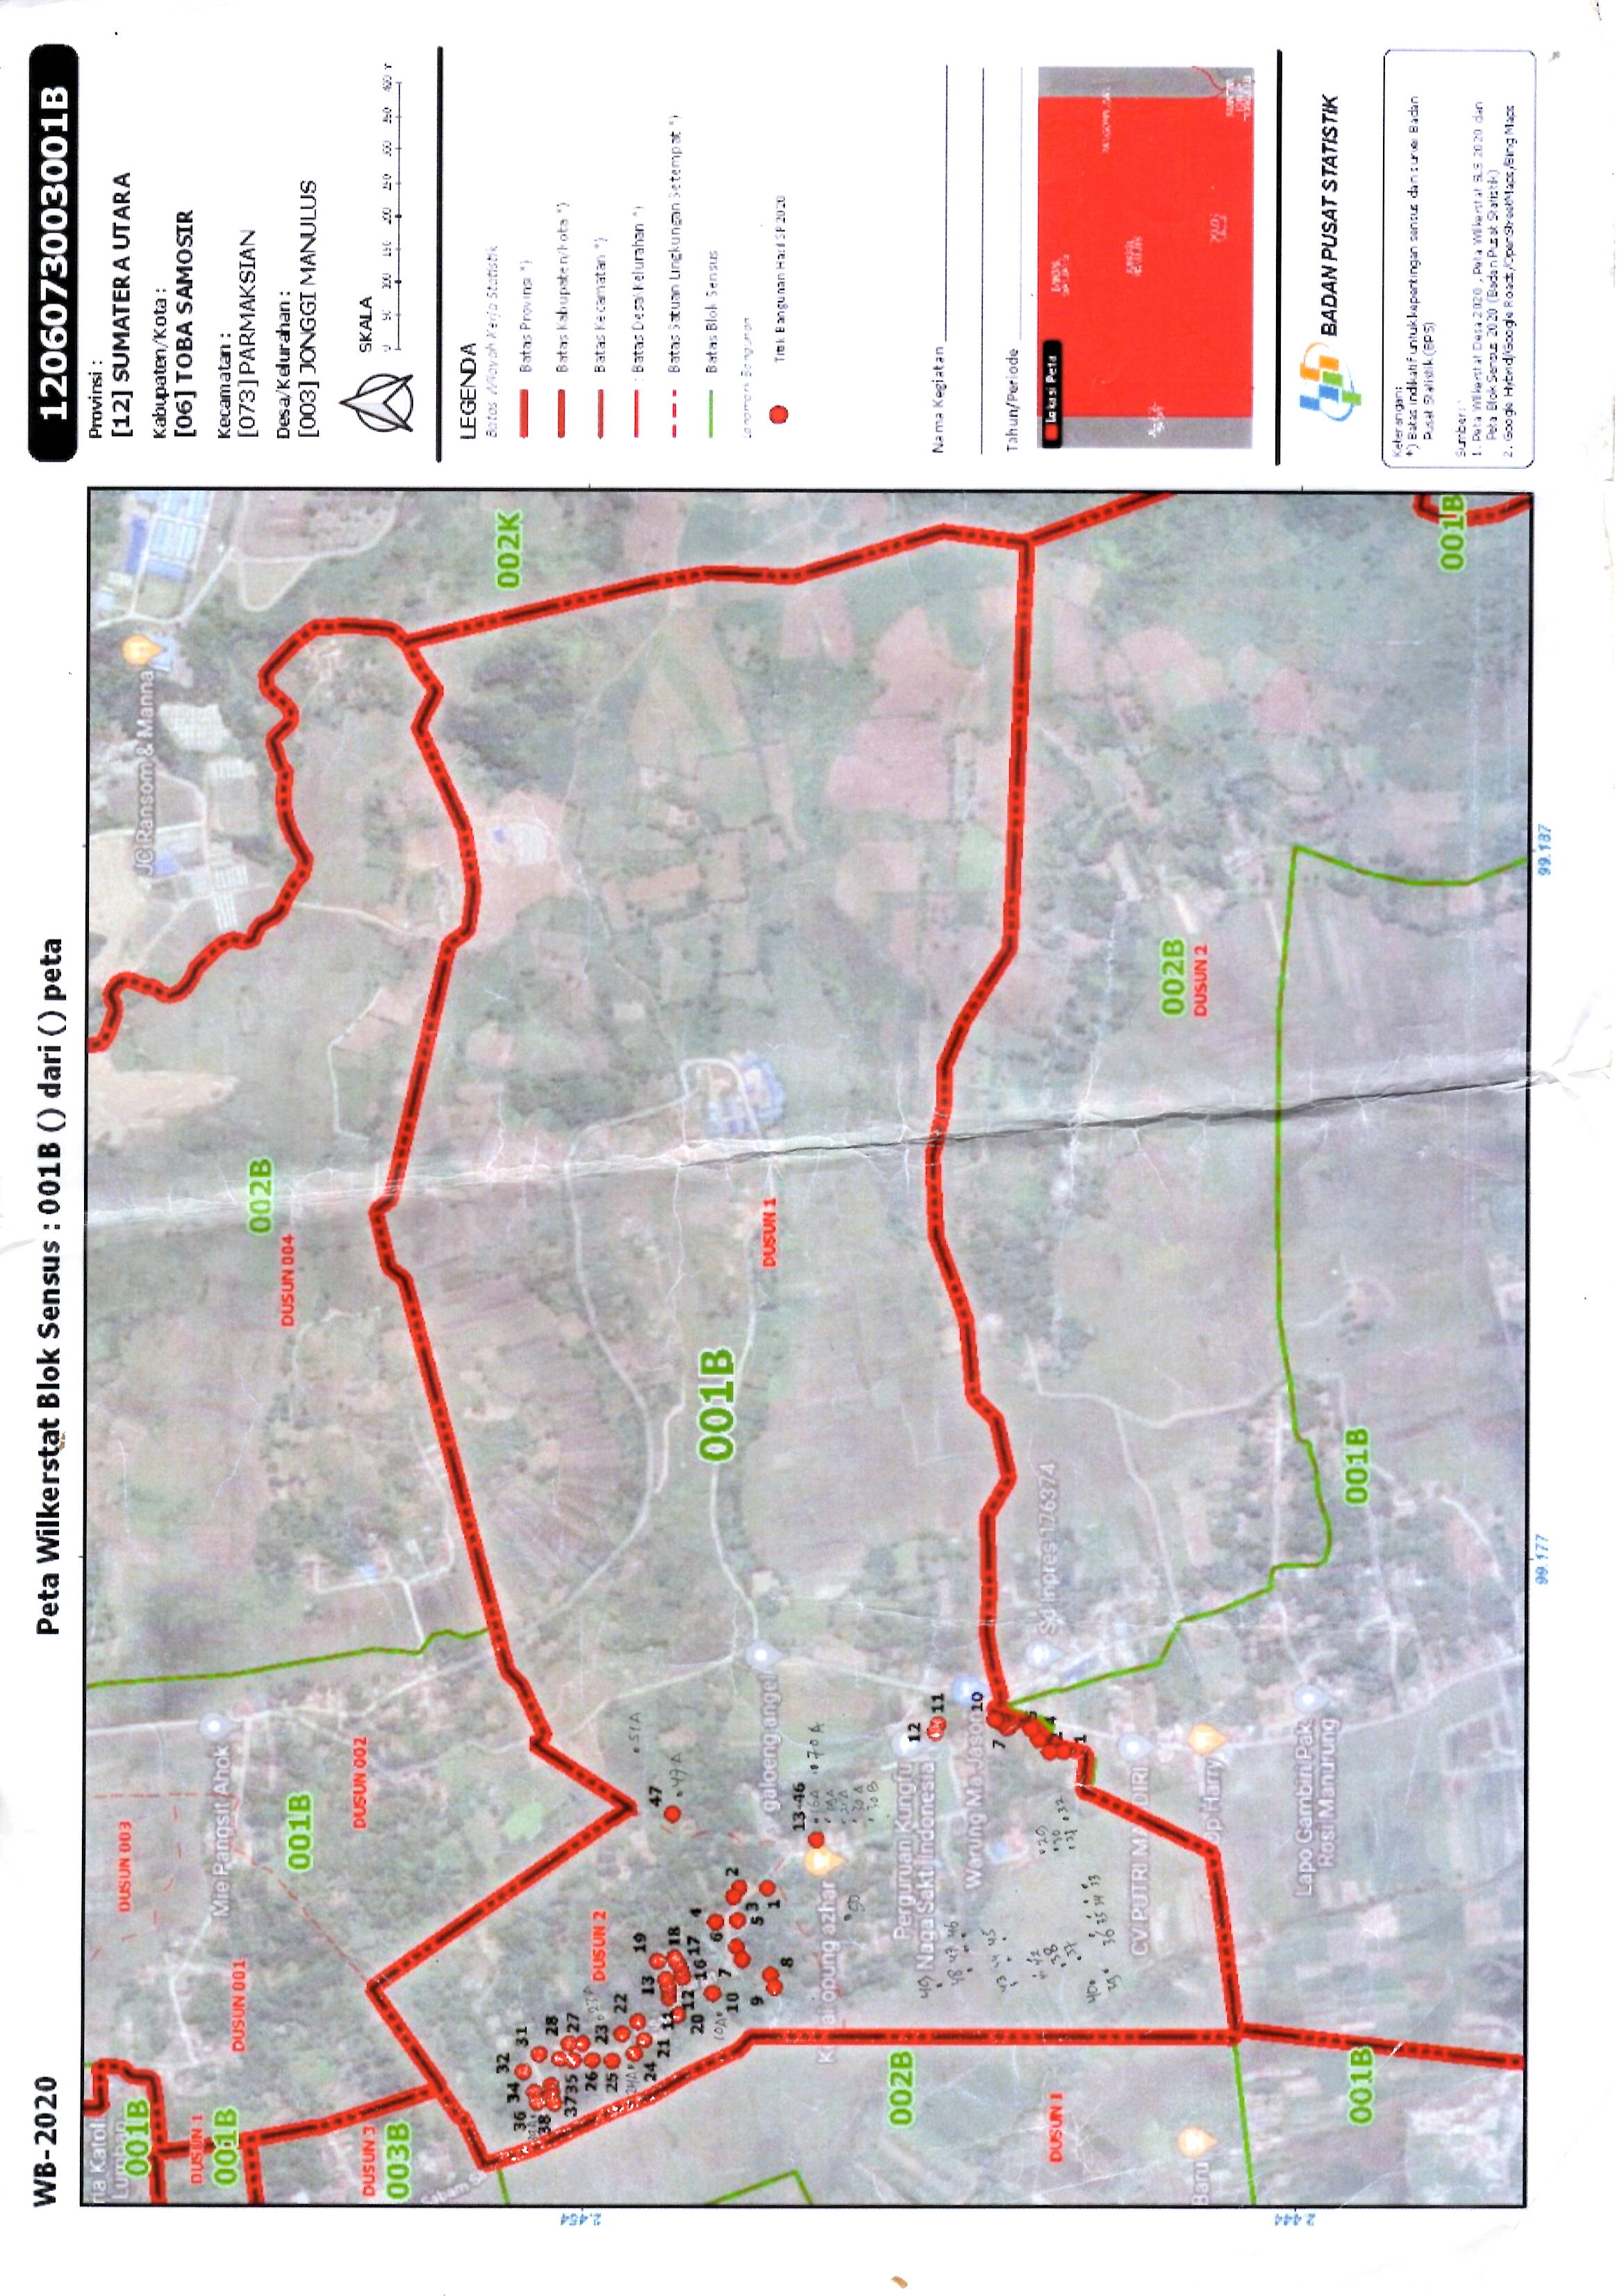 WB-2020
Peta Wilkerstat Blok Sensus : 001B () dari () peta
1206073003001B
Provinsi :
[12] SUMATERA UTARA
Kabupaten/Kota :
[06] TOBA SAMOSIR
Kecamatan :
[073] PARMAKSIAN
Desa/Kelurahan :
[003] JONGGI MANULUS
SKALA
0 50 100 150 200 250 300 350 400
LEGENDA
Batas Wilayah Kerja Statistik
Batas Provinsi *)
Batas Kabupaten/Kota *)
Batas Kecamatan *)
Batas Desa/Kelurahan *)
Batas Satuan Lingkungan Setempat *)
Batas Blok Sensus
Landmark Bangunan
Titik Bangunan Hasil SP2020
Nama Kegiatan
Tahun/Periode
Lokasi Peta
BADAN PUSAT STATISTIK
Keterangan:
*) Batas indikatif untuk kepentingan sensus dan survei Badan
Pusat Statistik (BPS)
Sumber:
1. Peta Wilkerstat Desa 2020 , Peta Wilkerstat SLS 2020 dan
Peta Blok Sensus 2020 (Badan Pusat Statistik)
2. Google Hybrid/Google Roads/OpenStreetMaps/Bing Maps
ria Katoli
Lumban
001B
DUSUN 003
JC Ransom & Manna
DUSUN 1
001B
DUSUN 001
Mie Pangsit Ahok
002B
DUSUN 004
001B
DUSUN 002
DUSUN 3
003B
002K
32
36 34 31
38 28
37 35 27
26 23 23A
25 22
24A
24 21
DUSUN 2
13 19
11 18
20 12 16 17 4
10A
10 7 6 2
9 5 3
8 1
51A
47
47A
001B
DUSUN 1
galoeng angel
13-46
16A 70A
30A
30B
opung azhar
50
002B
Perguruan Kungfu
Naga Sakti Indonesia
12
11
49
48 47 46
Warung Ma Jason
10
7
43 44 45
5
4
1
42
38
37
29
30
31 32
40
39 36 35 34 33
Sd Inpres 176374
DUSUN 1
CV PUTRI MANDIRI
002B
DUSUN 2
Baru
Op Harry
Lapo Gambiri Pak
Rosi Manurung
001B
001B
001B
2.454
2.444
99.177
99.187